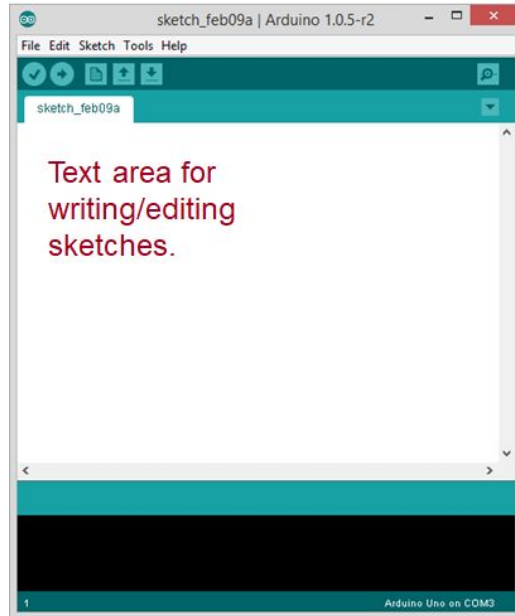 sketch_feb09a | Arduino 1.0.5-r2
File Edit Sketch Tools Help
sketch_feb09a
Text area for
writing/editing
sketches.
1
Arduino Uno on COM3